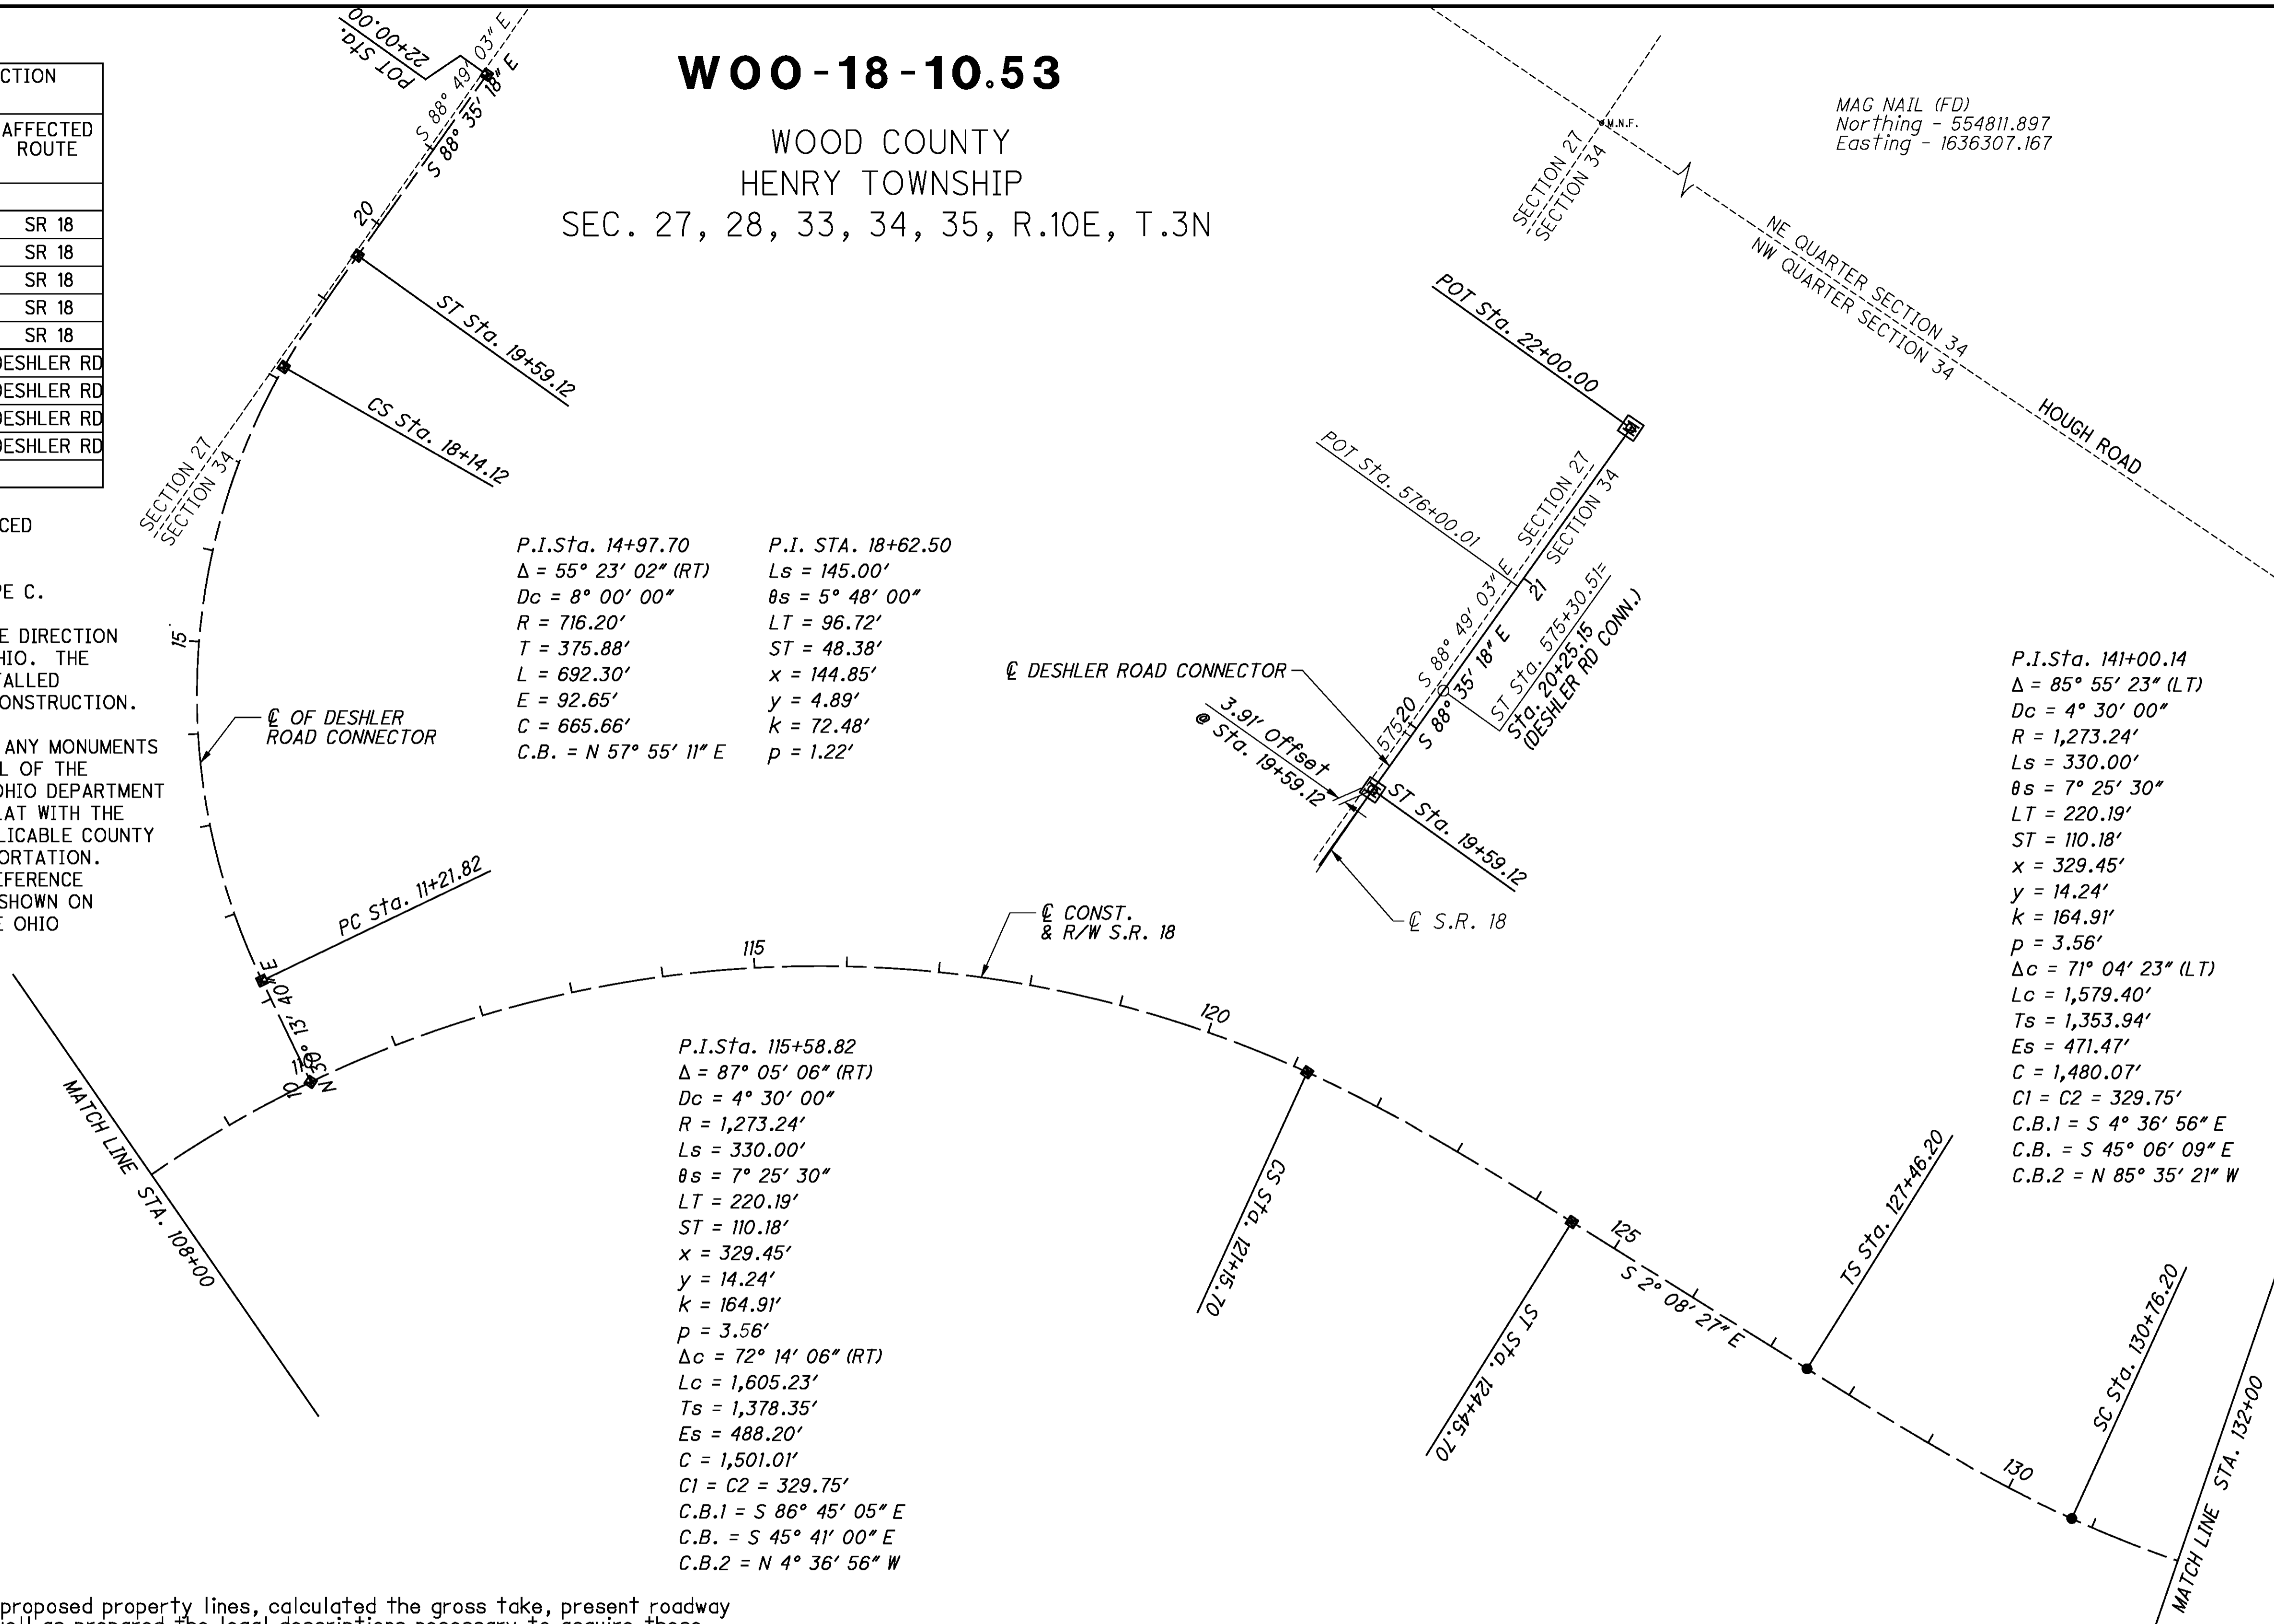 WOO-18-10.53
WOOD COUNTY
HENRY TOWNSHIP
SEC. 27, 28, 33, 34, 35, R.10E, T.3N
CTION
AFFECTED
ROUTE
SR 18
SR 18
SR 18
SR 18
SR 18
DESHLER RD
DESHLER RD
DESHLER RD
DESHLER RD
CED
PE C.
E DIRECTION
HIO. THE
TALLED
CONSTRUCTION.
ANY MONUMENTS
L OF THE
OHIO DEPARTMENT
LAT WITH THE
LICABLE COUNTY
ORTATION.
EFERENCE
SHOWN ON
E OHIO
POT Sta.
22+00.00
S 88° 49' 03" E
S 88° 35' 18" E
20
ST Sta. 19+59.12
CS Sta. 18+14.12
SECTION 27
SECTION 34
15
℄ OF DESHLER
ROAD CONNECTOR
PC Sta. 11+21.82
N 30° 13' 40" E
10
110
MATCH LINE STA. 108+00
P.I.Sta. 14+97.70
Δ = 55° 23' 02" (RT)
Dc = 8° 00' 00"
R = 716.20'
T = 375.88'
L = 692.30'
E = 92.65'
C = 665.66'
C.B. = N 57° 55' 11" E
P.I. STA. 18+62.50
Ls = 145.00'
θs = 5° 48' 00"
LT = 96.72'
ST = 48.38'
x = 144.85'
y = 4.89'
k = 72.48'
p = 1.22'
MAG NAIL (FD)
Northing - 554811.897
Easting - 1636307.167
M.N.F.
SECTION 27
SECTION 34
NE QUARTER SECTION 34
NW QUARTER SECTION 34
HOUGH ROAD
POT Sta. 22+00.00
POT Sta. 576+00.01
SECTION 27
SECTION 34
21
S 88° 49' 03" E
S 88° 35' 18" E
ST Sta. 575+30.51=
Sta. 20+25.15
(DESHLER RD CONN.)
℄ DESHLER ROAD CONNECTOR
575
20
3.91' Offset
@ Sta. 19+59.12
ST Sta. 19+59.12
℄ S.R. 18
115
℄ CONST.
& R/W S.R. 18
120
CS Sta. 121+15.70
ST Sta. 124+45.70
125
S 2° 08' 27" E
TS Sta. 127+46.20
130
SC Sta. 130+76.20
MATCH LINE STA. 132+00
P.I.Sta. 115+58.82
Δ = 87° 05' 06" (RT)
Dc = 4° 30' 00"
R = 1,273.24'
Ls = 330.00'
θs = 7° 25' 30"
LT = 220.19'
ST = 110.18'
x = 329.45'
y = 14.24'
k = 164.91'
p = 3.56'
Δc = 72° 14' 06" (RT)
Lc = 1,605.23'
Ts = 1,378.35'
Es = 488.20'
C = 1,501.01'
C1 = C2 = 329.75'
C.B.1 = S 86° 45' 05" E
C.B. = S 45° 41' 00" E
C.B.2 = N 4° 36' 56" W
P.I.Sta. 141+00.14
Δ = 85° 55' 23" (LT)
Dc = 4° 30' 00"
R = 1,273.24'
Ls = 330.00'
θs = 7° 25' 30"
LT = 220.19'
ST = 110.18'
x = 329.45'
y = 14.24'
k = 164.91'
p = 3.56'
Δc = 71° 04' 23" (LT)
Lc = 1,579.40'
Ts = 1,353.94'
Es = 471.47'
C = 1,480.07'
C1 = C2 = 329.75'
C.B.1 = S 4° 36' 56" E
C.B. = S 45° 06' 09" E
C.B.2 = N 85° 35' 21" W
proposed property lines, calculated the gross take, present roadway
well as prepared the legal descriptions necessary to acquire these